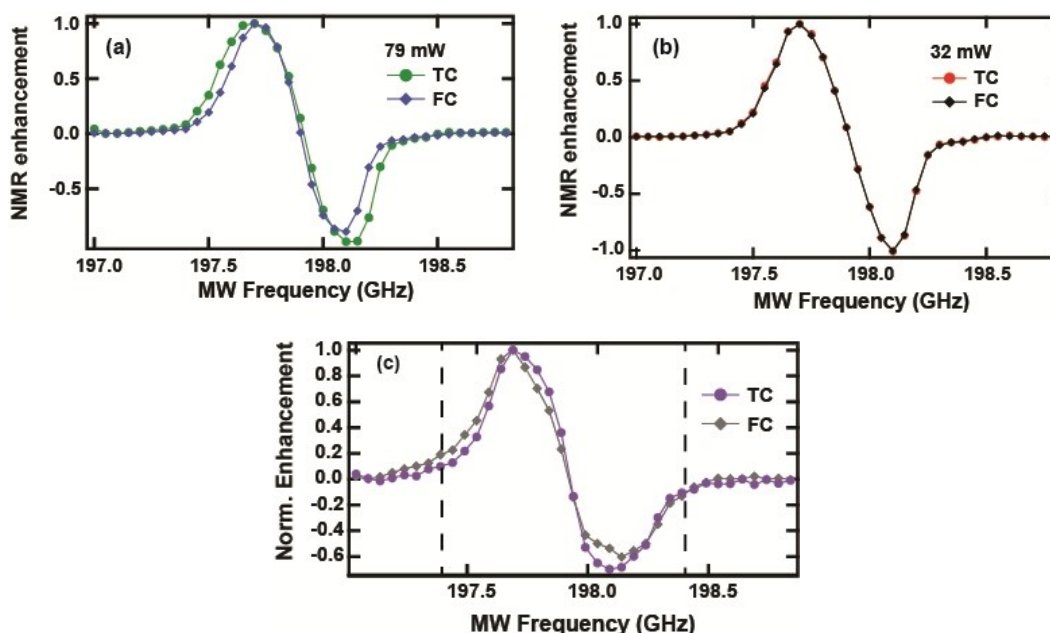 (a)
79 mW
TC
FC
NMR enhancement
1.0
0.5
0.0
-0.5
197.0 197.5 198.0 198.5
MW Frequency (GHz)
(b)
32 mW
TC
FC
NMR enhancement
1.0
0.5
0.0
-0.5
-1.0
197.0 197.5 198.0 198.5
MW Frequency (GHz)
(c)
TC
FC
Norm. Enhancement
1.0
0.8
0.6
0.4
0.2
0.0
-0.2
-0.4
-0.6
197.5 198.0 198.5
MW Frequency (GHz)